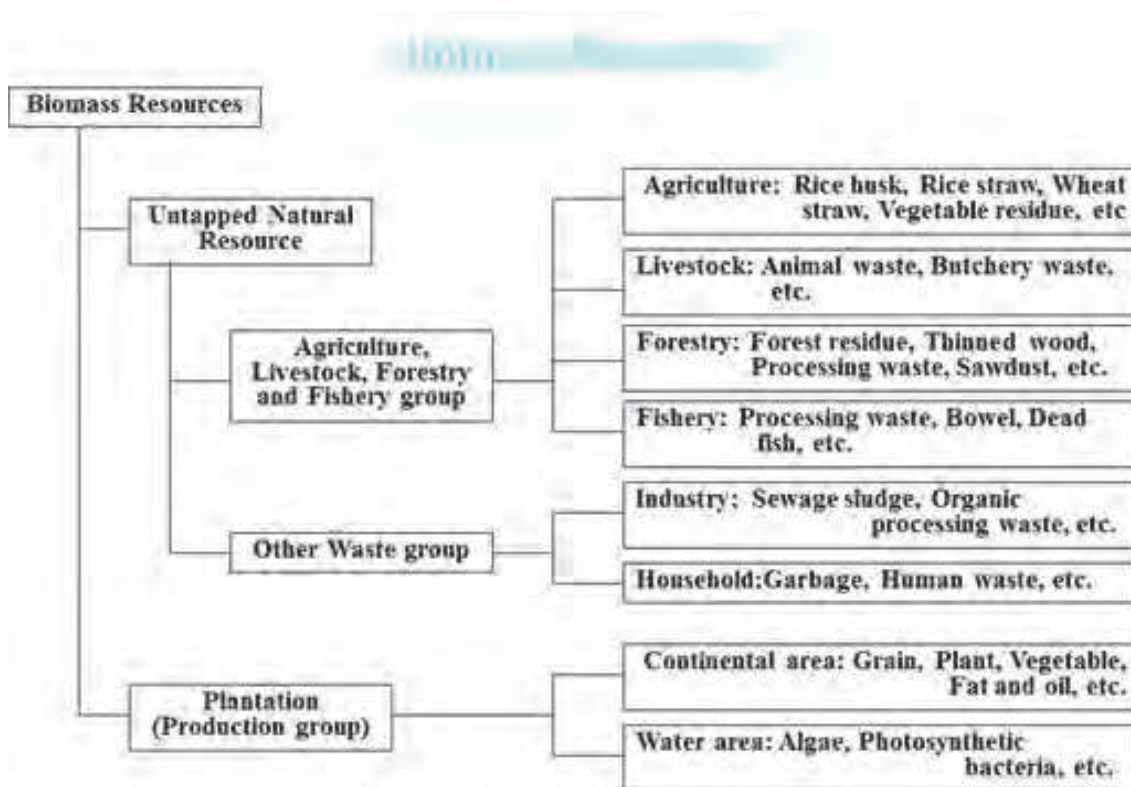 Biomass Resources
Untapped Natural
Resource
Agriculture,
Livestock, Forestry
and Fishery group
Other Waste group
Plantation
(Production group)
Agriculture: Rice husk, Rice straw, Wheat
straw, Vegetable residue, etc
Livestock: Animal waste, Butchery waste,
etc.
Forestry: Forest residue, Thinned wood,
Processing waste, Sawdust, etc.
Fishery: Processing waste, Bowel, Dead
fish, etc.
Industry: Sewage sludge, Organic
processing waste, etc.
Household:Garbage, Human waste, etc.
Continental area: Grain, Plant, Vegetable,
Fat and oil, etc.
Water area: Algae, Photosynthetic
bacteria, etc.